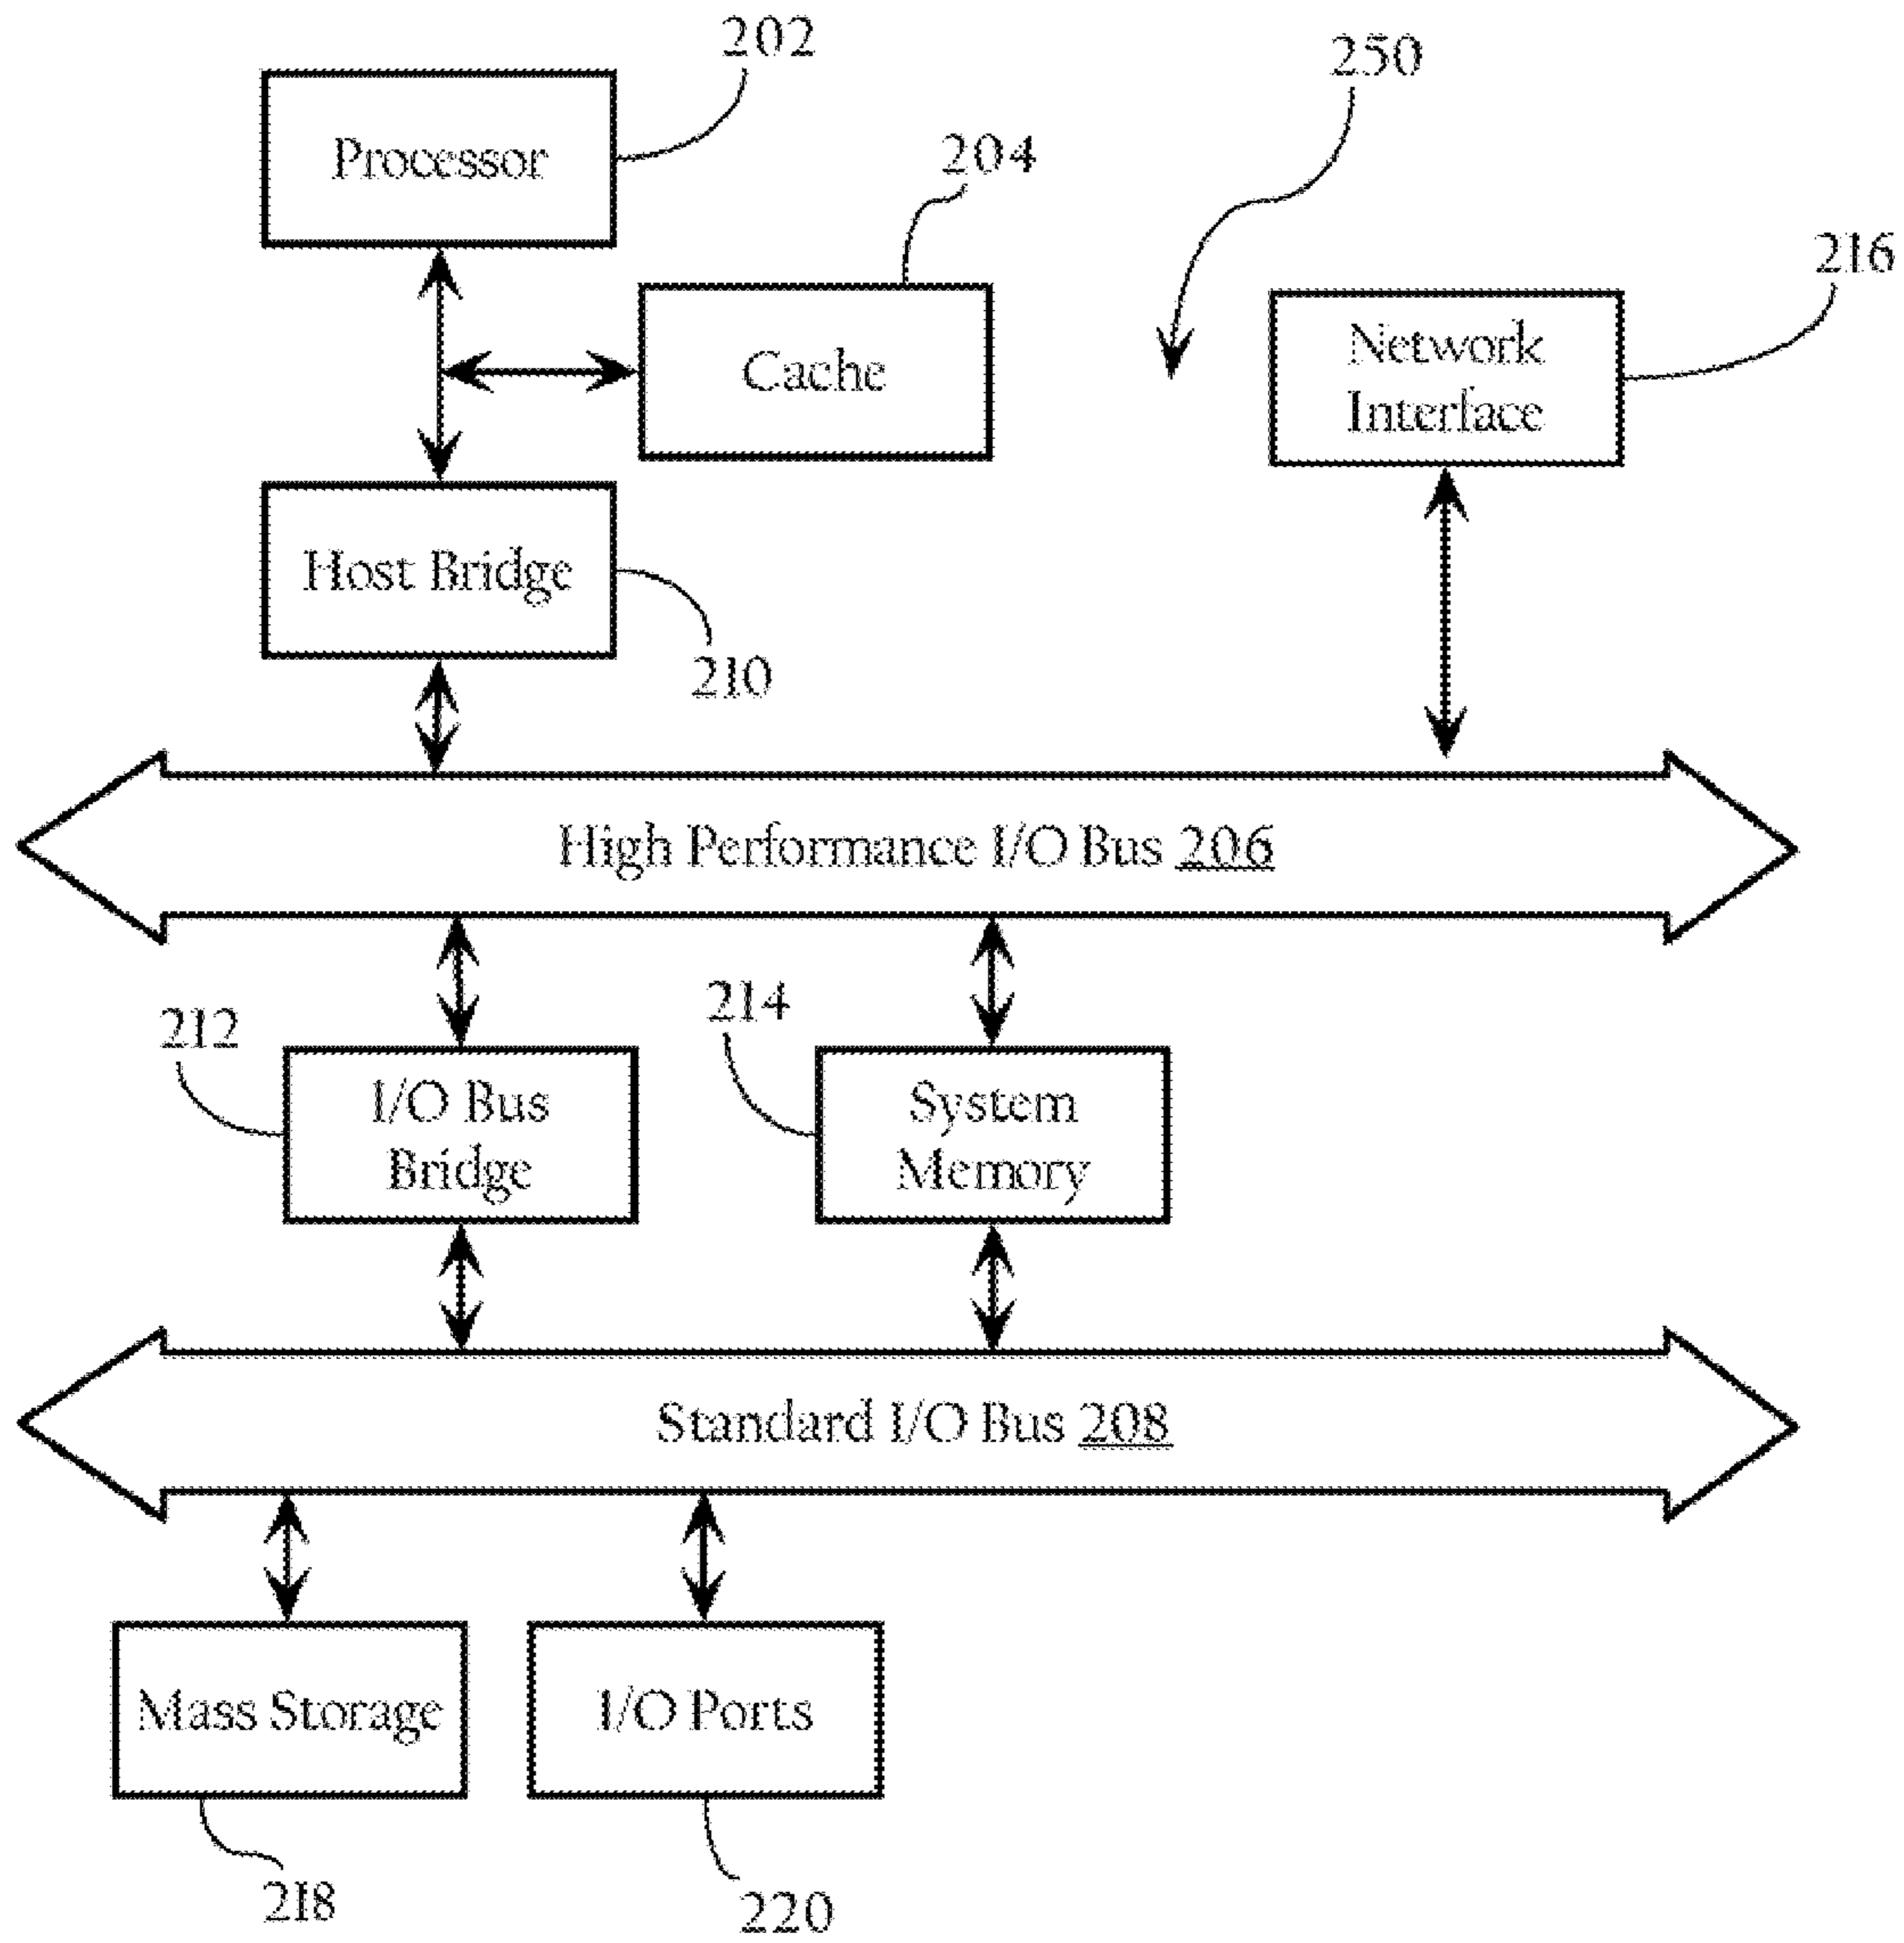 202
250
Processor
204
216
Network
Interface
Cache
Host Bridge
210
High Performance I/O Bus 206
212
214
I/O Bus
Bridge
System
Memory
Standard I/O Bus 208
Mass Storage
I/O Ports
218
220